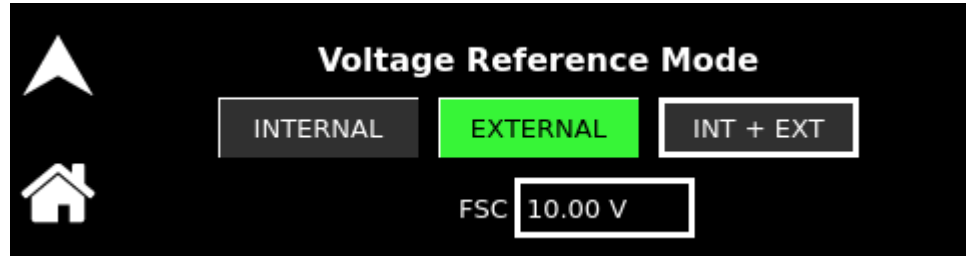 Voltage Reference Mode
INTERNAL EXTERNAL INT + EXT
FSC 10.00 V